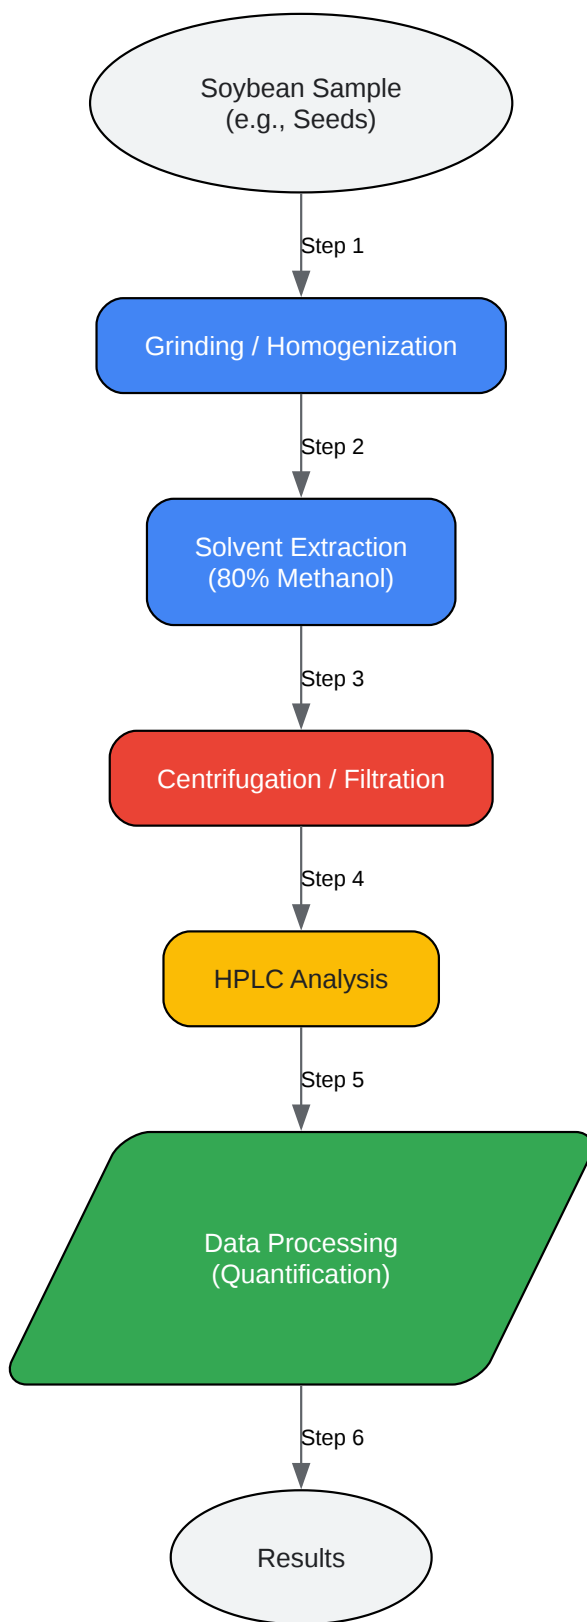 Soybean Sample
(e.g., Seeds)
Step 1
Grinding / Homogenization
Step 2
Solvent Extraction
(80% Methanol)
Step 3
Centrifugation / Filtration
Step 4
HPLC Analysis
Step 5
Data Processing
(Quantification)
Step 6
Results